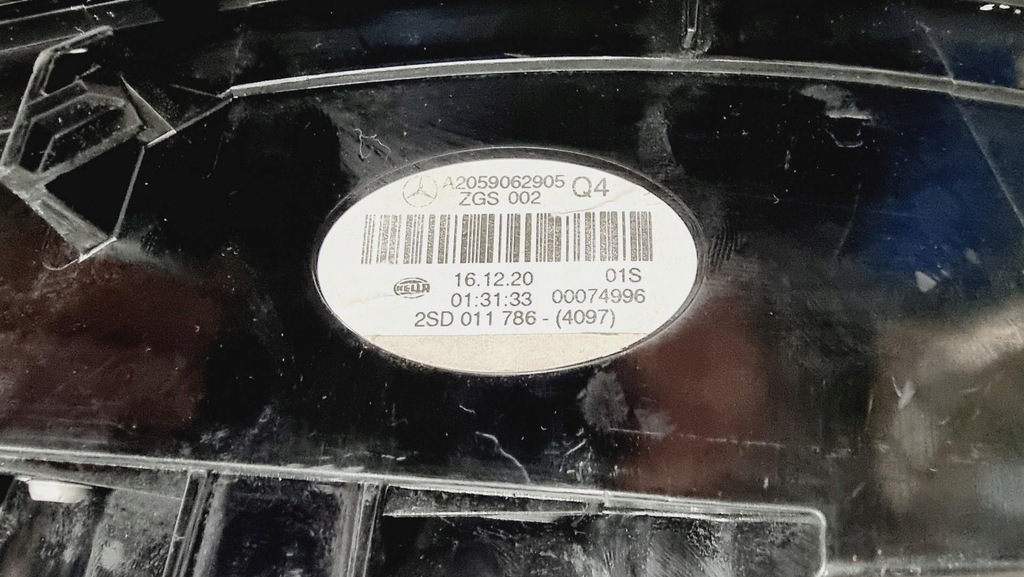 A2059062905 Q4
ZGS 002
16.12.20 01S
HELLA 01:31:33 00074996
2SD 011 786 - (4097)